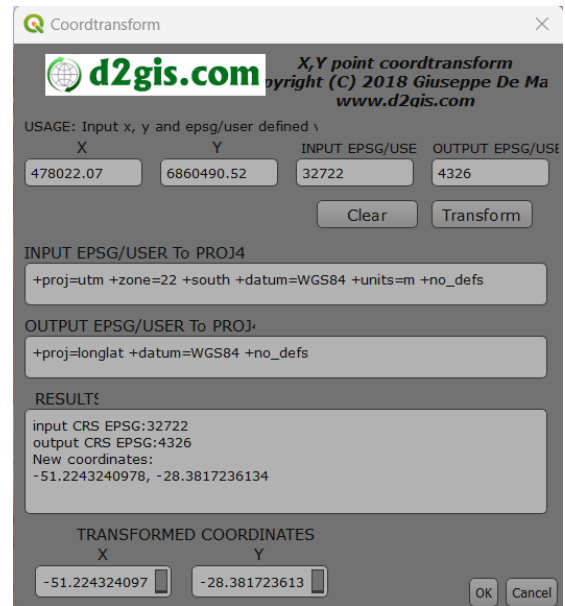 Coordtransform
d2gis.com
X,Y point coordtransform
pyright (C) 2018 Giuseppe De Ma
www.d2gis.com
USAGE: Input x, y and epsg/user defined v
X Y INPUT EPSG/USE OUTPUT EPSG/USE
478022.07 6860490.52 32722 4326
Clear Transform
INPUT EPSG/USER To PROJ4
+proj=utm +zone=22 +south +datum=WGS84 +units=m +no_defs
OUTPUT EPSG/USER To PROJ4
+proj=longlat +datum=WGS84 +no_defs
RESULTS
input CRS EPSG:32722
output CRS EPSG:4326
New coordinates:
-51.2243240978, -28.3817236134
TRANSFORMED COORDINATES
X Y
-51.224324097 -28.381723613
OK Cancel